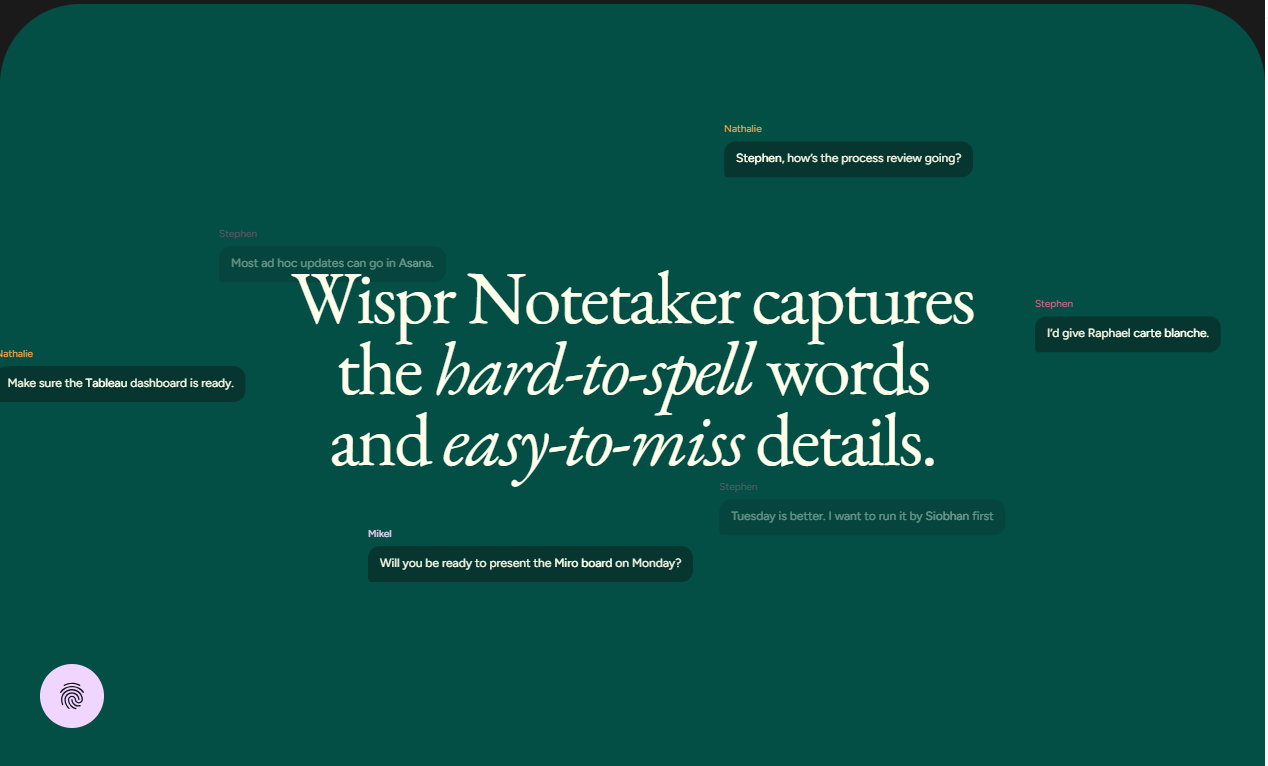 Nathalie
Stephen, how's the process review going?
Stephen
Most ad hoc updates can go in Asana.
Wispr Notetaker captures
the hard-to-spell words
and easy-to-miss details.
Stephen
I'd give Raphael carte blanche.
Nathalie
Make sure the Tableau dashboard is ready.
Stephen
Tuesday is better. I want to run it by Siobhan first
Mikel
Will you be ready to present the Miro board on Monday?